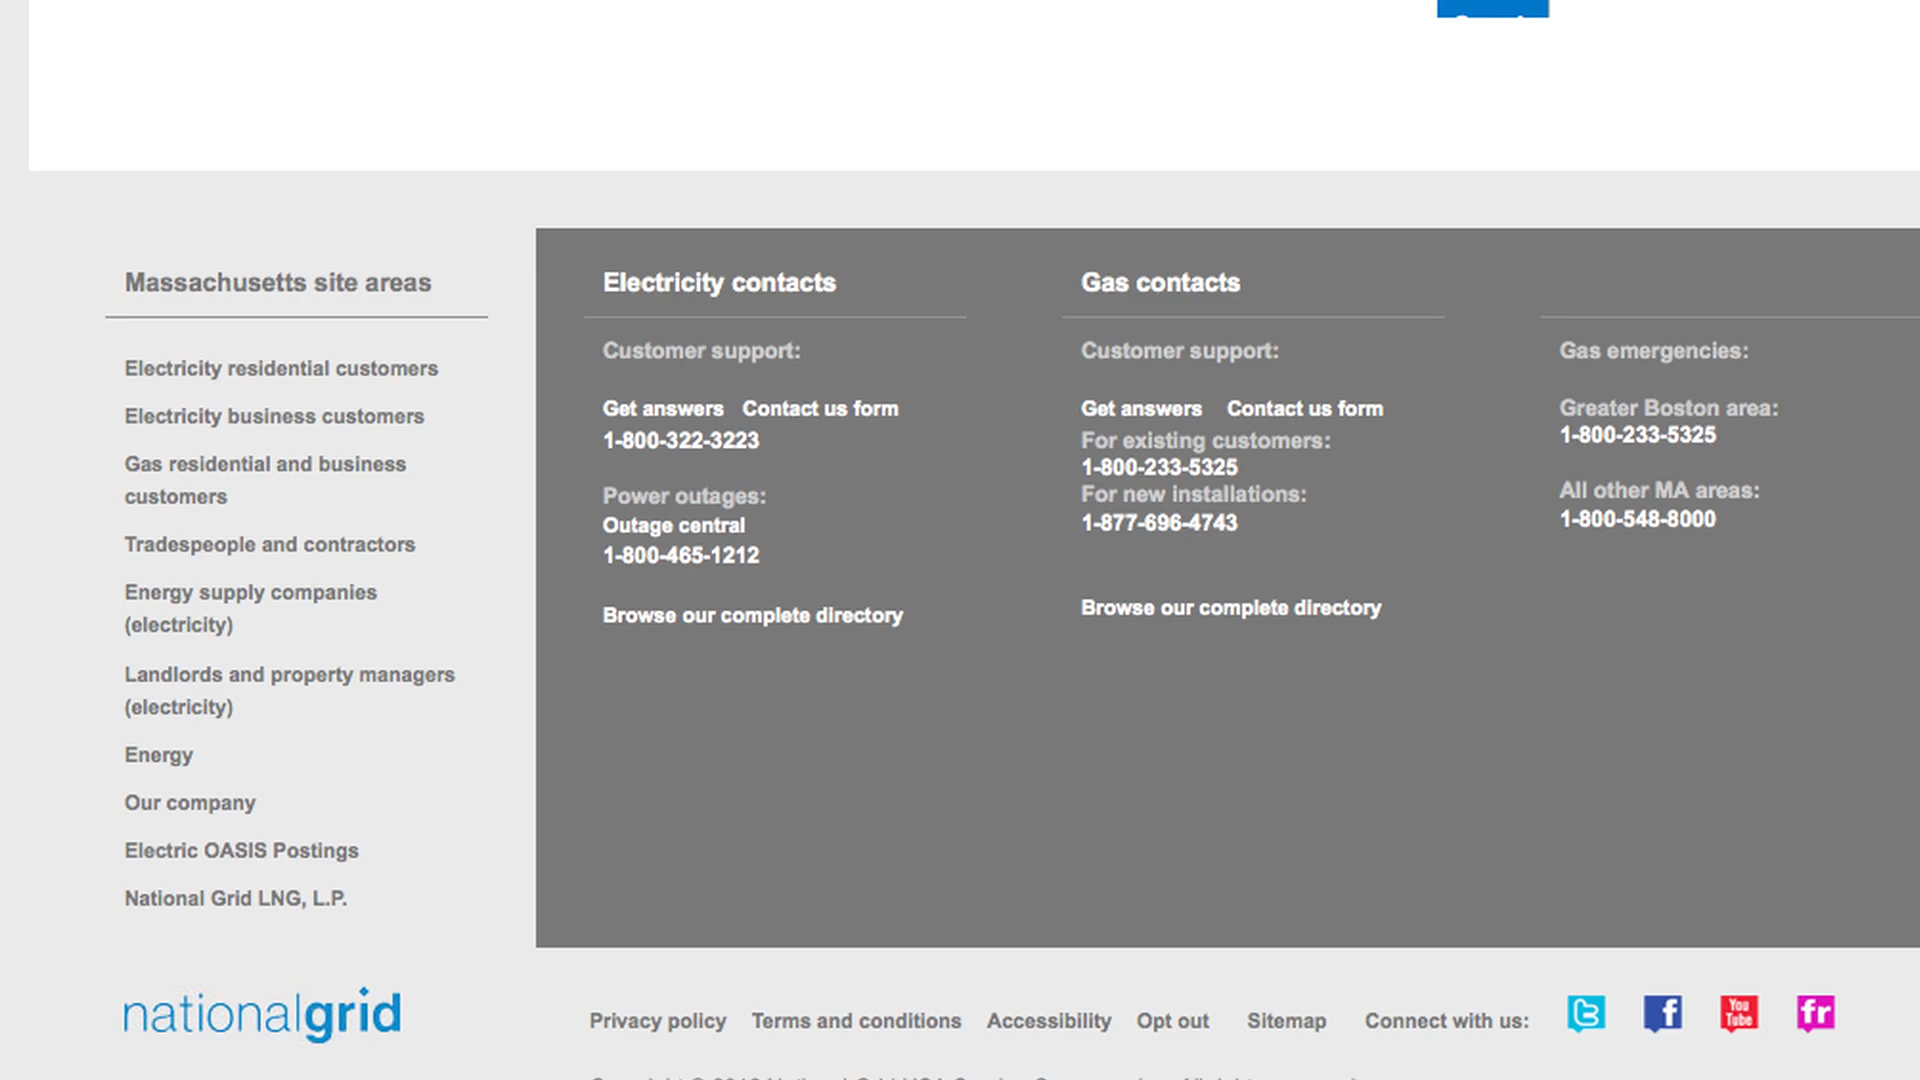 Massachusetts site areas
Electricity residential customers
Electricity business customers
Gas residential and business
customers
Tradespeople and contractors
Energy supply companies
(electricity)
Landlords and property managers
(electricity)
Energy
Our company
Electric OASIS Postings
National Grid LNG, L.P.
Electricity contacts
Customer support:
Get answers Contact us form
1-800-322-3223
Power outages:
Outage central
1-800-465-1212
Browse our complete directory
Gas contacts
Customer support:
Get answers Contact us form
For existing customers:
1-800-233-5325
For new installations:
1-877-696-4743
Browse our complete directory
Gas emergencies:
Greater Boston area:
1-800-233-5325
All other MA areas:
1-800-548-8000
nationalgrid
Privacy policy Terms and conditions Accessibility Opt out Sitemap Connect with us:
You
Tube
fr